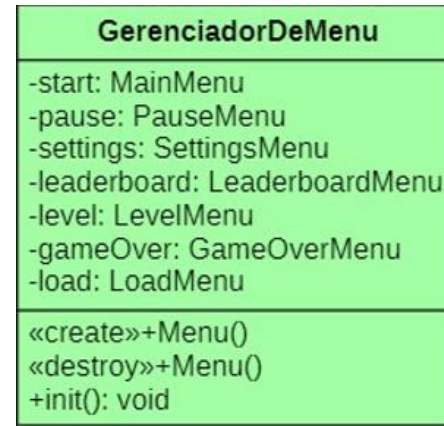 GerenciadorDeMenu
-start: MainMenu
-pause: PauseMenu
-settings: SettingsMenu
-leaderboard: LeaderboardMenu
-level: LevelMenu
-gameOver: GameOverMenu
-load: LoadMenu
«create»+Menu()
«destroy»+Menu()
+init(): void